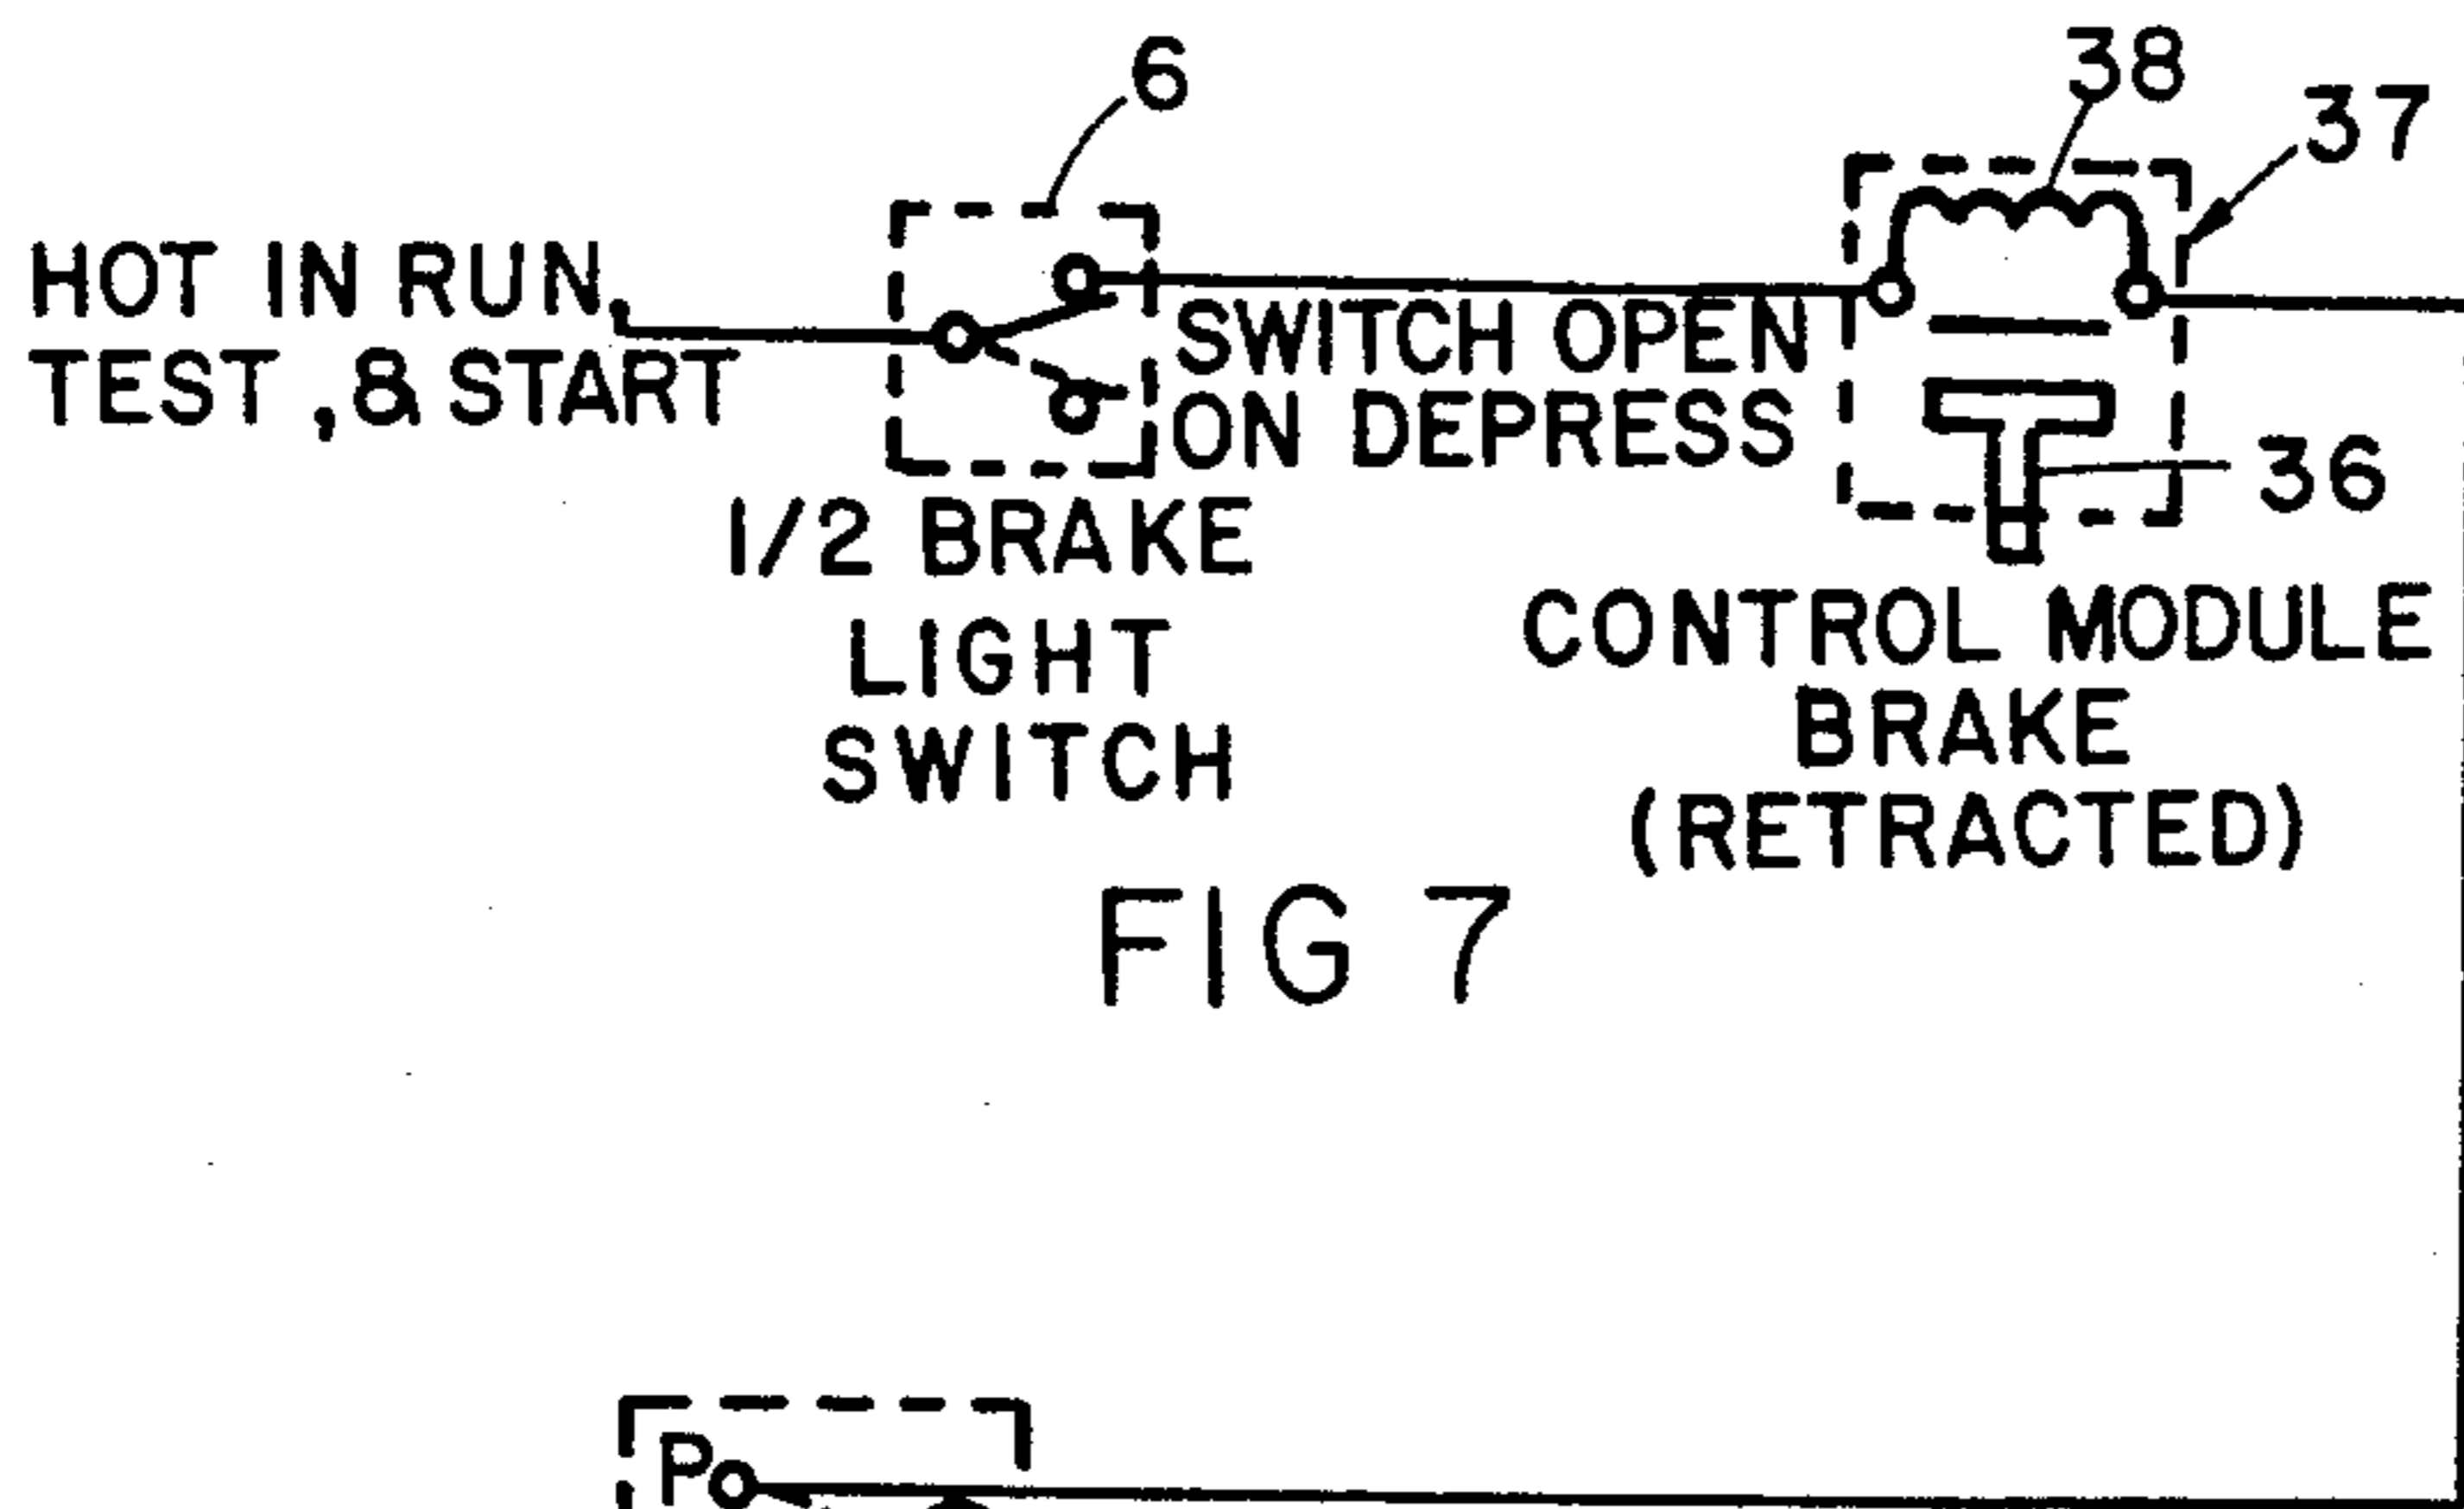 6
38
37
HOT IN RUN,
TEST, & START
SWITCH OPEN
ON DEPRESS
36
1/2 BRAKE
LIGHT
SWITCH
CONTROL MODULE
BRAKE
(RETRACTED)
FIG 7
P